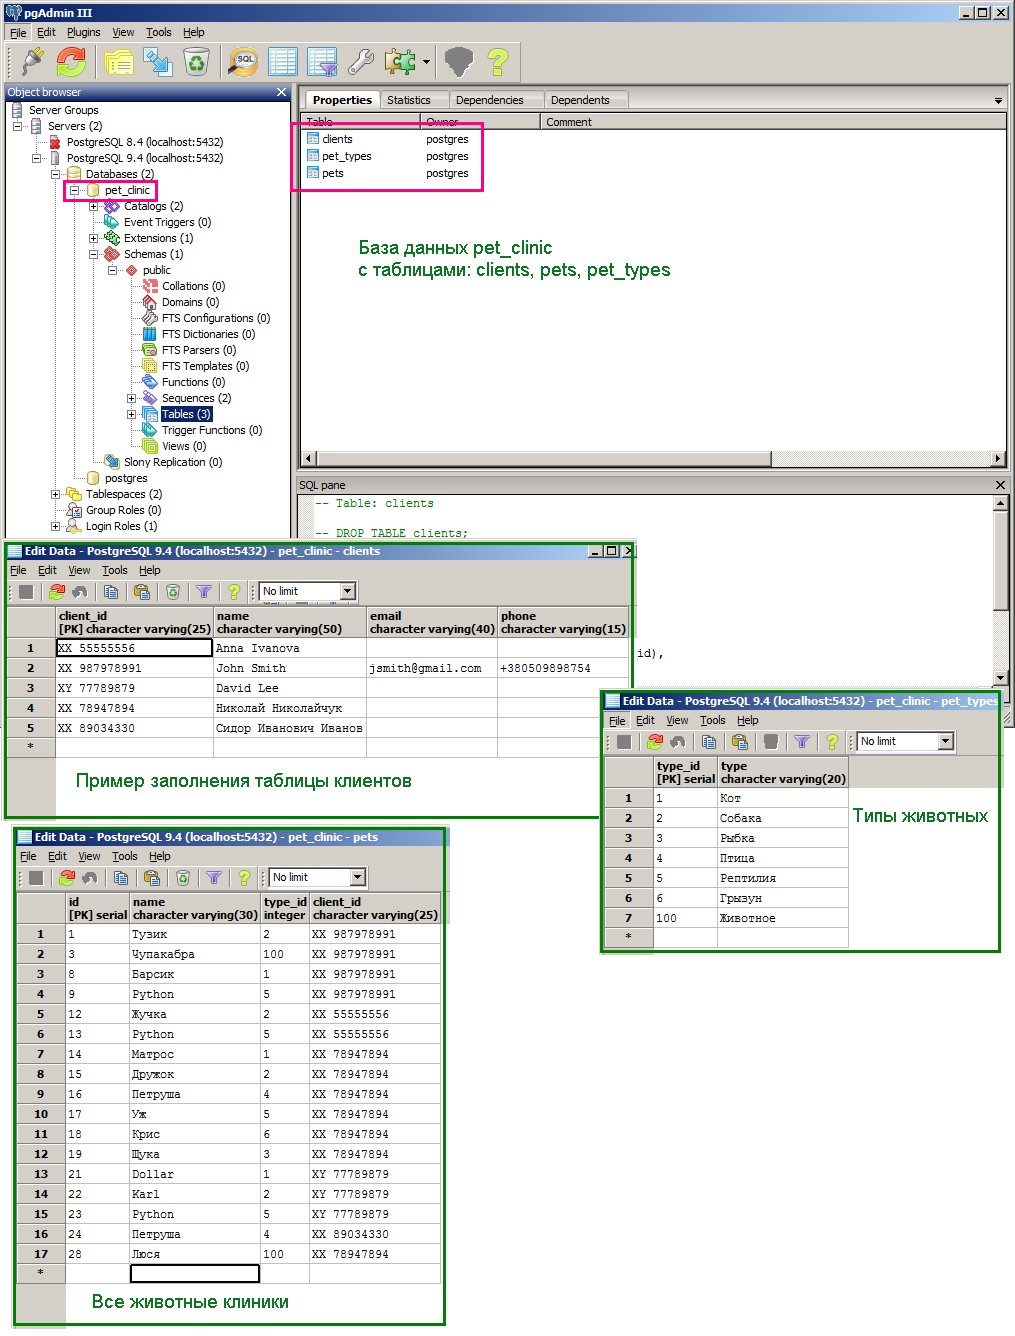 pgAdmin III
File Edit Plugins View Tools Help
SQL
Object browser
Server Groups
Servers (2)
PostgreSQL 8.4 (localhost:5432)
PostgreSQL 9.4 (localhost:5432)
Databases (2)
pet_clinic
Catalogs (2)
Event Triggers (0)
Extensions (1)
Schemas (1)
public
Collations (0)
Domains (0)
FTS Configurations (0)
FTS Dictionaries (0)
FTS Parsers (0)
FTS Templates (0)
Functions (0)
Sequences (2)
Tables (3)
Trigger Functions (0)
Views (0)
Slony Replication (0)
postgres
Tablespaces (2)
Group Roles (0)
Login Roles (1)
Properties Statistics Dependencies Dependents
Table Owner Comment
clients postgres
pet_types postgres
pets postgres
База данных pet_clinic
с таблицами: clients, pets, pet_types
SQL pane
-- Table: clients
-- DROP TABLE clients;
id),
Edit Data - PostgreSQL 9.4 (localhost:5432) - pet_clinic - clients
File Edit View Tools Help
No limit
client_id name email phone
[PK] character varying(25) character varying(50) character varying(40) character varying(15)
1 XX 55555556 Anna Ivanova
2 XX 987978991 John Smith jsmith@gmail.com +380509898754
3 XY 77789879 David Lee
4 XX 78947894 Николай Николайчук
5 XX 89034330 Сидор Иванович Иванов
*
Пример заполнения таблицы клиентов
Edit Data - PostgreSQL 9.4 (localhost:5432) - pet_clinic - pet_types
File Edit View Tools Help
No limit
type_id type
[PK] serial character varying(20)
1 1 Кот
2 2 Собака
3 3 Рыбка
4 4 Птица
5 5 Рептилия
6 6 Грызун
7 100 Животное
*
Типы животных
Edit Data - PostgreSQL 9.4 (localhost:5432) - pet_clinic - pets
File Edit View Tools Help
No limit
id name type_id client_id
[PK] serial character varying(30) integer character varying(25)
1 1 Тузик 2 XX 987978991
2 3 Чупакабра 100 XX 987978991
3 8 Барсик 1 XX 987978991
4 9 Python 5 XX 987978991
5 12 Жучка 2 XX 55555556
6 13 Python 5 XX 55555556
7 14 Матрос 1 XX 78947894
8 15 Дружок 2 XX 78947894
9 16 Петруша 4 XX 78947894
10 17 Уж 5 XX 78947894
11 18 Крис 6 XX 78947894
12 19 Щука 3 XX 78947894
13 21 Dollar 1 XY 77789879
14 22 Karl 2 XY 77789879
15 23 Python 5 XY 77789879
16 24 Петруша 4 XX 89034330
17 28 Люся 100 XX 78947894
*
Все животные клиники